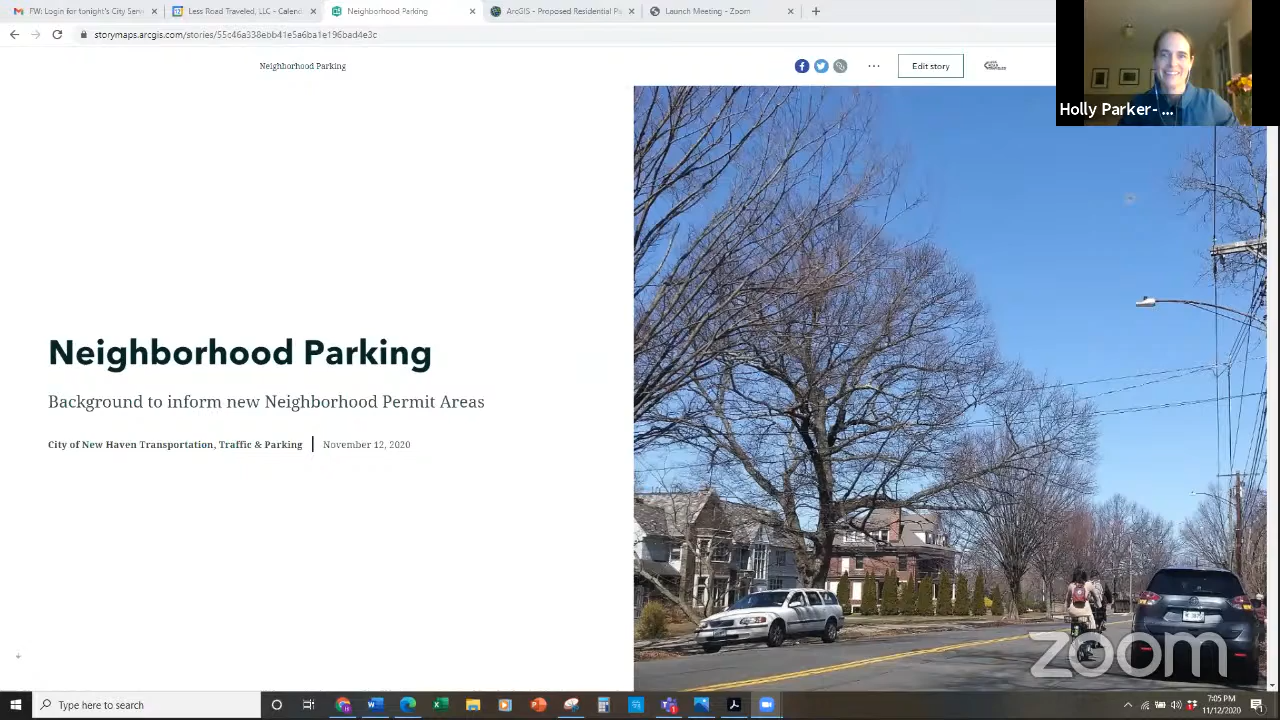 FW: Login for tonight's City Serv
Less Road Traveled, LLC - Calend
Neighborhood Parking
ArcGIS - Proposed Residential Pa
Launch Meeting - Zoom
storymaps.arcgis.com/stories/55c46a338ebb41e5a6ba1e196bad4e3c
Neighborhood Parking
Edit story
Holly Parker- ...
Neighborhood Parking
Background to inform new Neighborhood Permit Areas
City of New Haven Transportation, Traffic & Parking | November 12, 2020
zoom
Type here to search
7:05 PM
11/12/2020